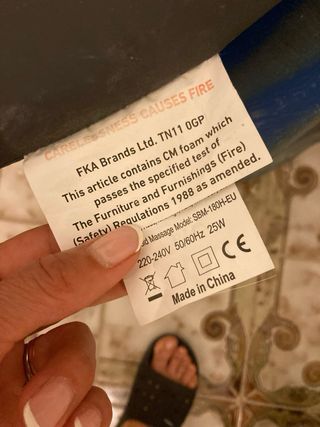 CARELESSNESS CAUSES FIRE
FKA Brands Ltd. TN11 0GP
This article contains CM foam which
passes the specified test of
The Furniture and Furnishings (Fire)
(Safety) Regulations 1988 as amended.
Massage Model: SBM-180H-EU
220-240V 50/60Hz 25W
CE
Made in China